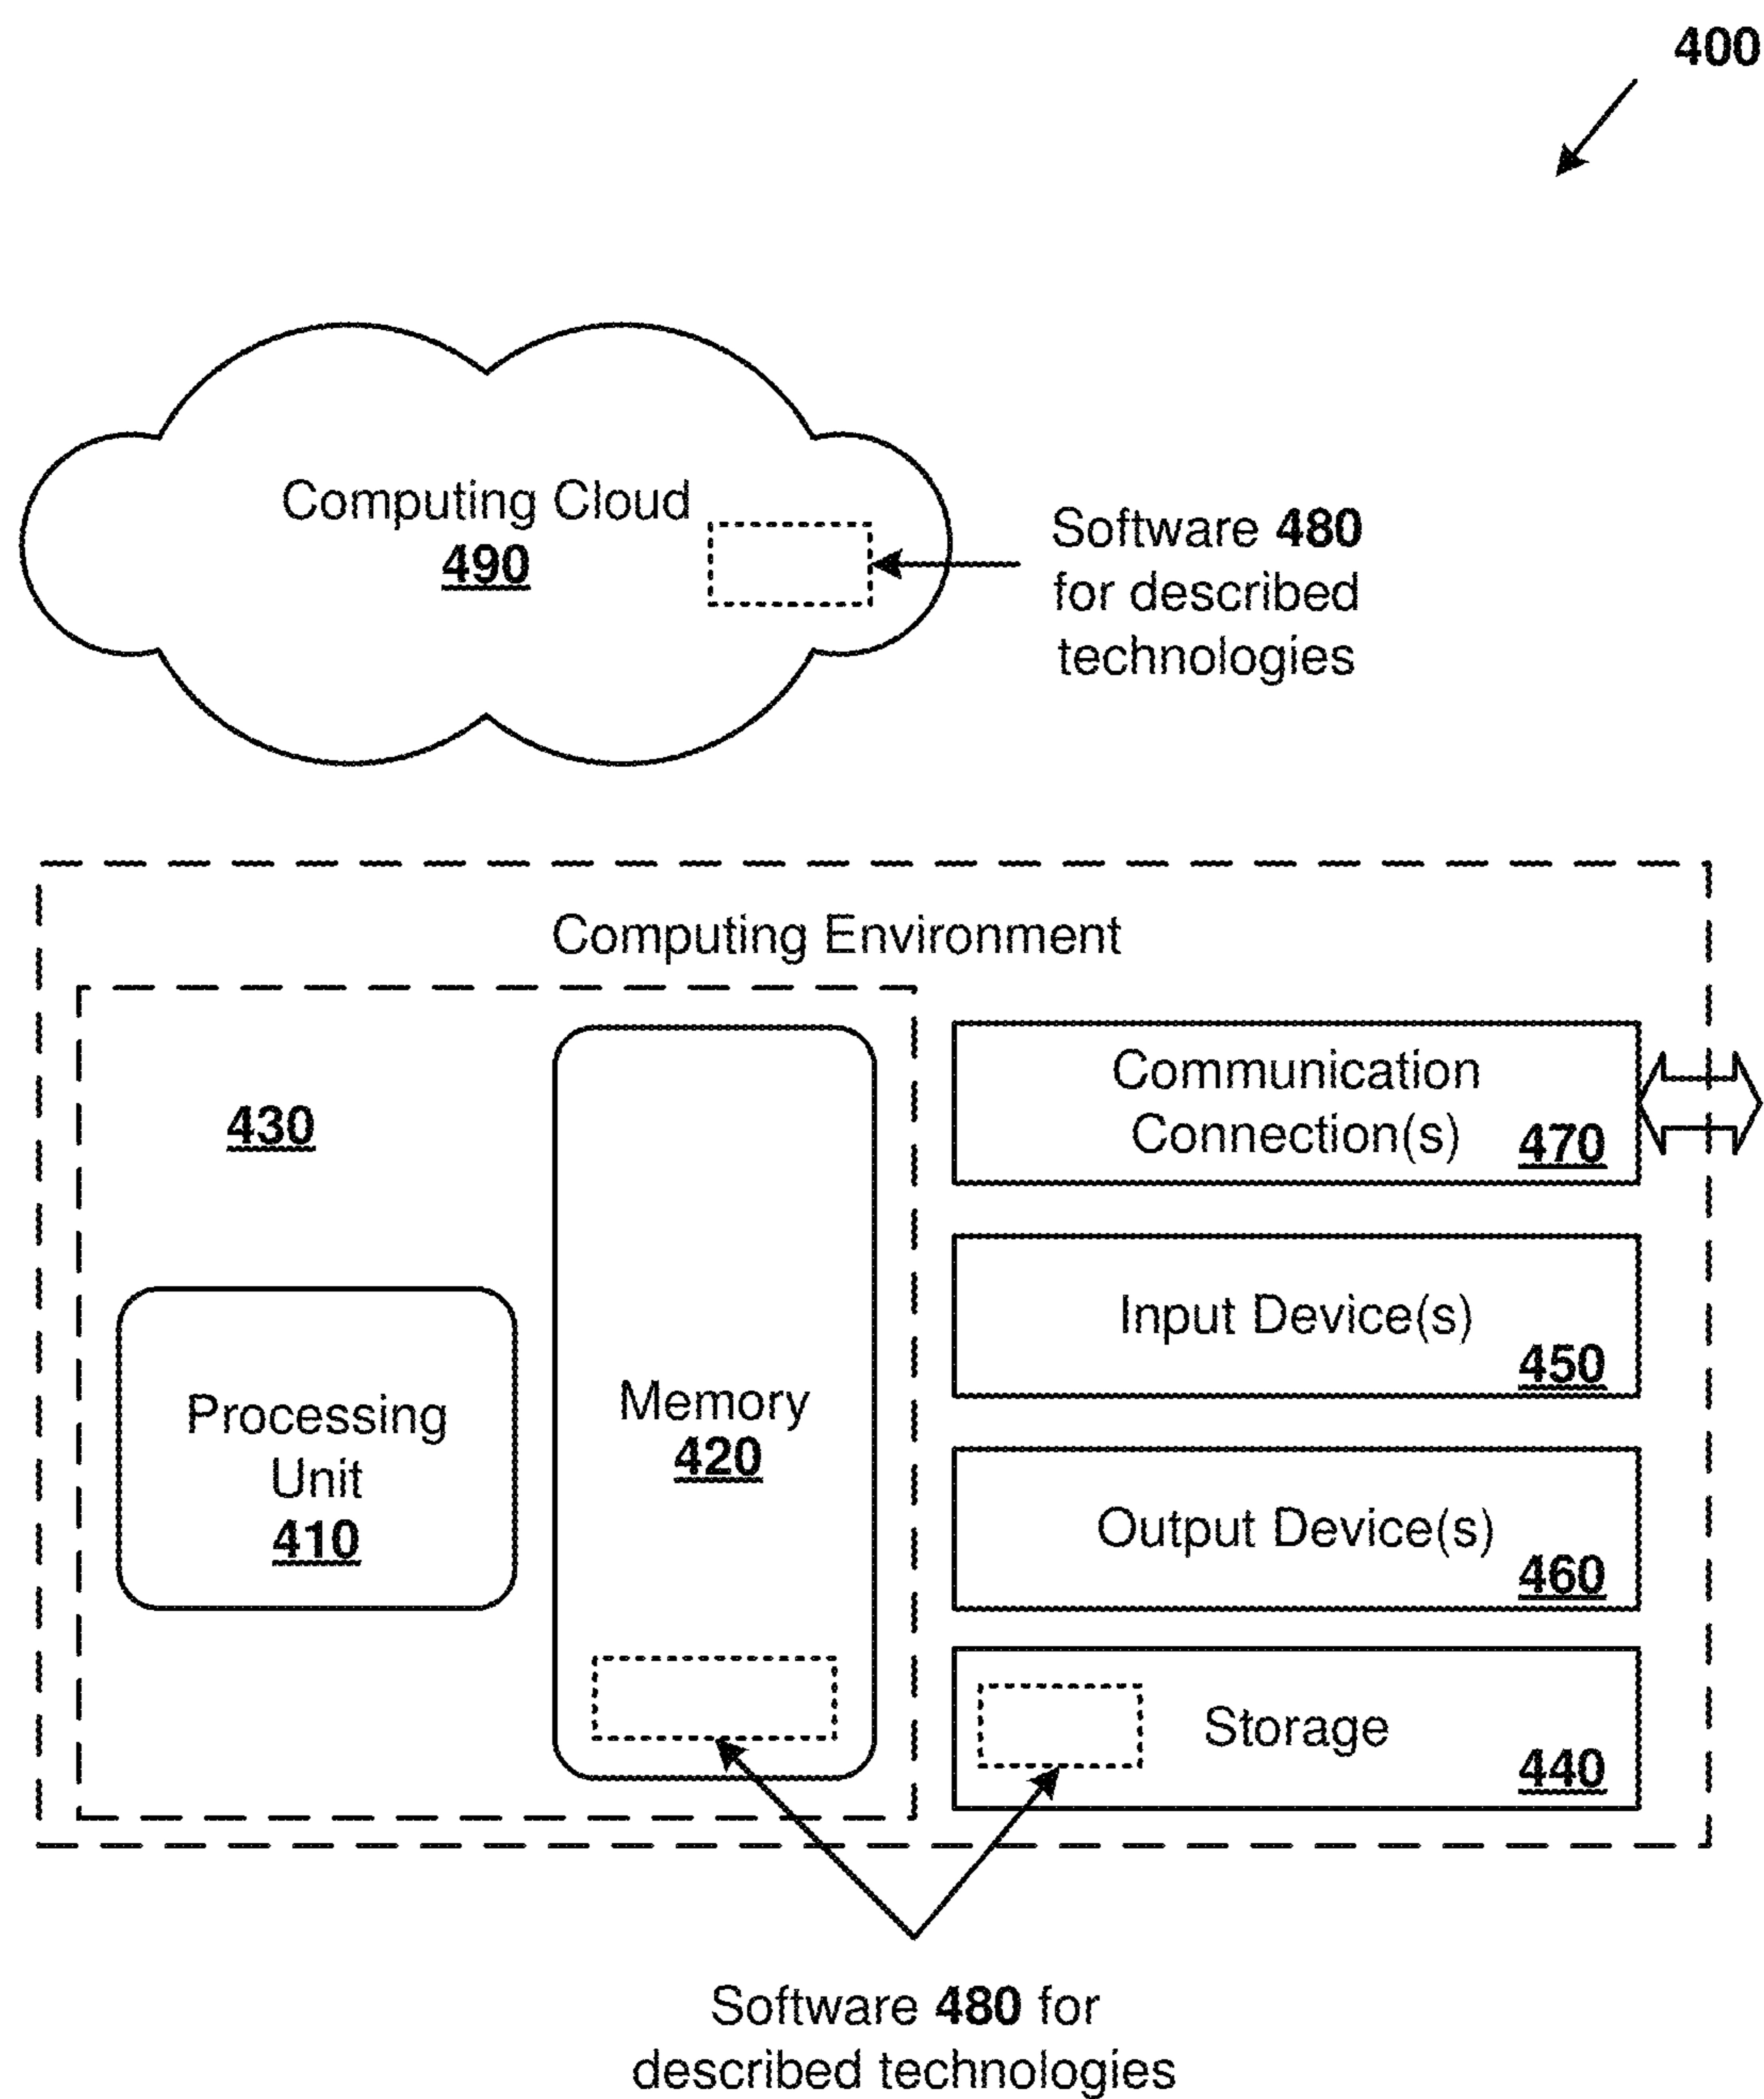 400
Computing Cloud
490
Software 480
for described
technologies
Computing Environment
430
Processing
Unit
410
Memory
420
Communication
Connection(s)
470
Input Device(s)
450
Output Device(s)
460
Storage
440
Software 480 for
described technologies